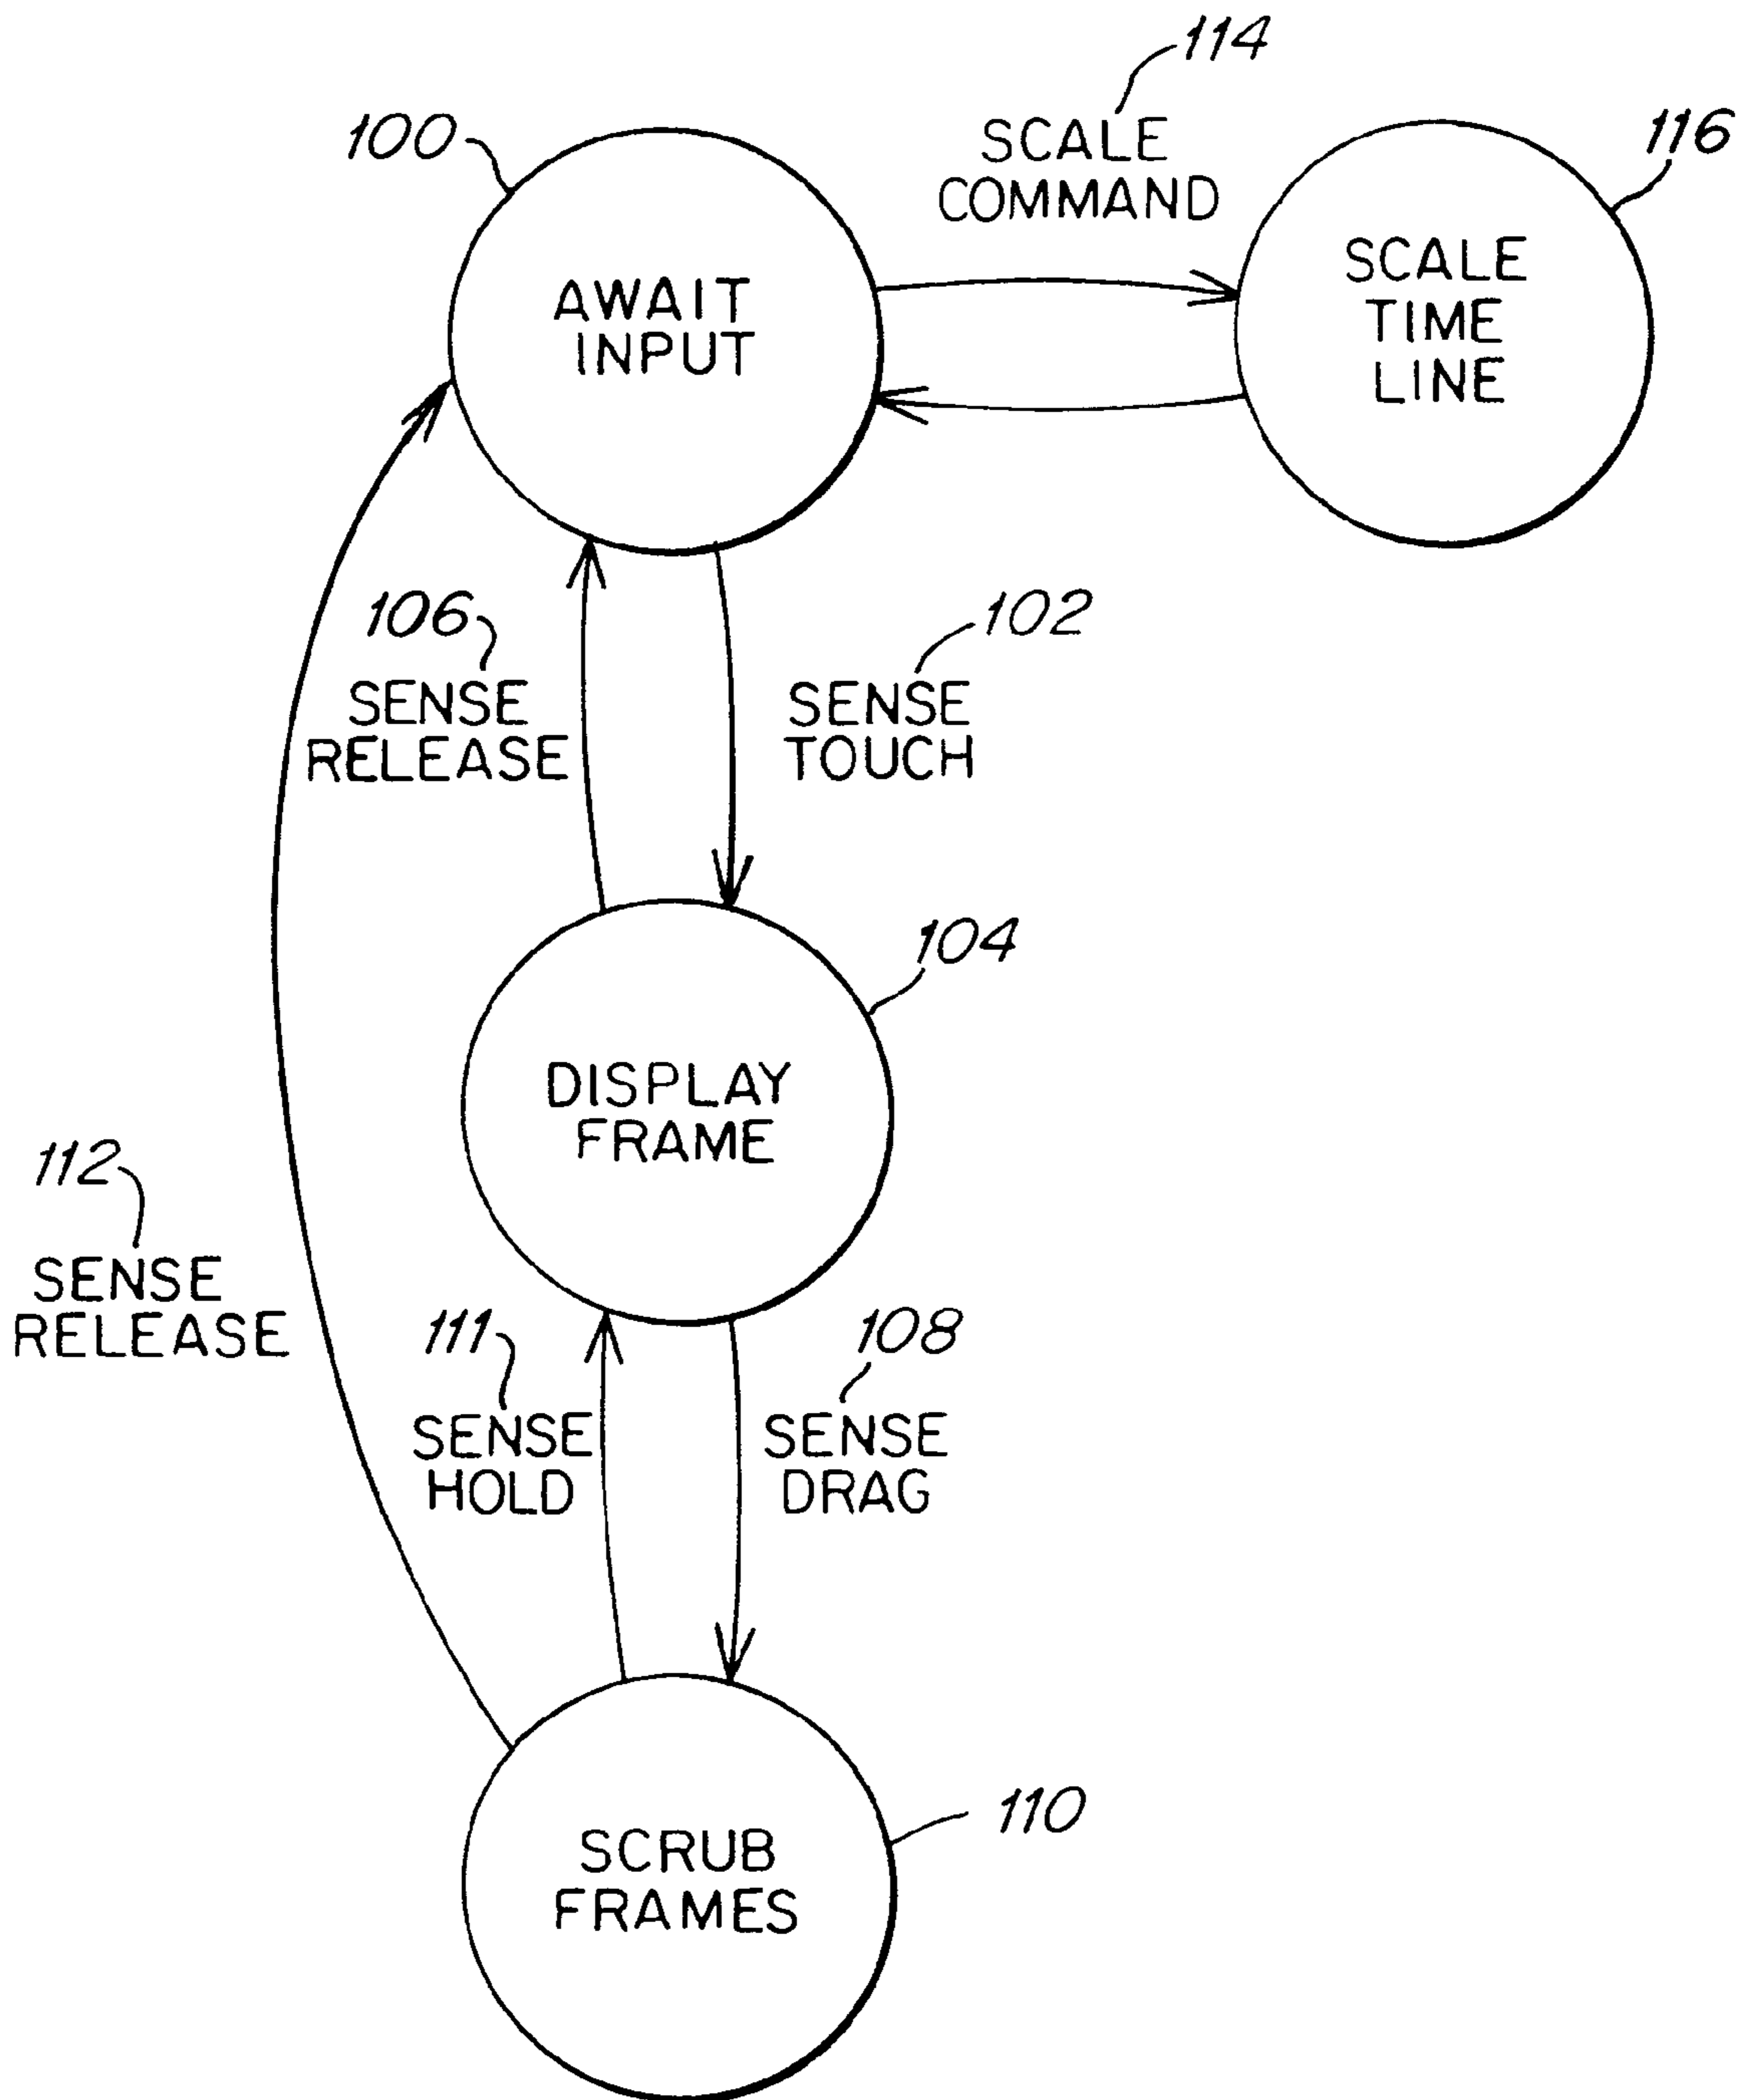 114
100
SCALE
COMMAND
116
AWAIT
INPUT
SCALE
TIME
LINE
106
SENSE
RELEASE
102
SENSE
TOUCH
104
DISPLAY
FRAME
112
SENSE
RELEASE
111
SENSE
HOLD
108
SENSE
DRAG
110
SCRUB
FRAMES